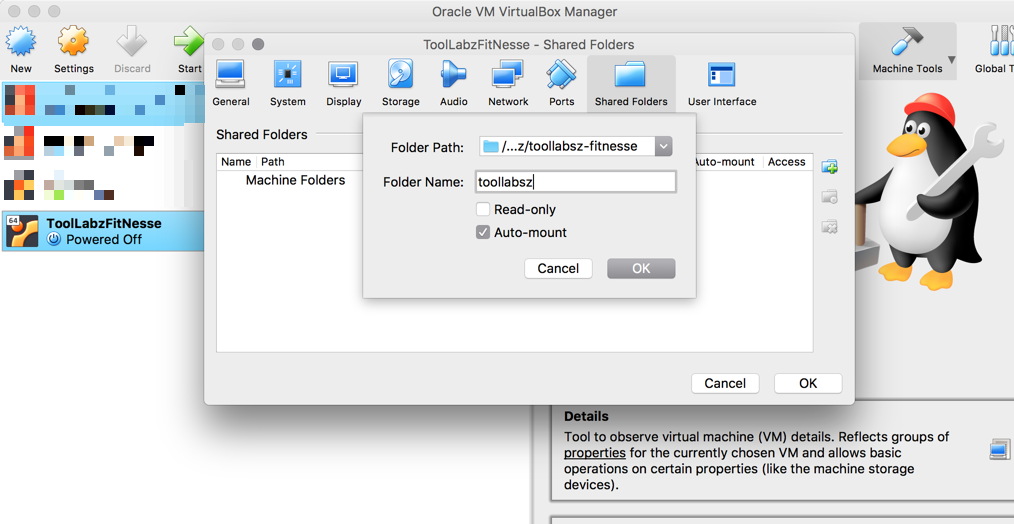 Oracle VM VirtualBox Manager
New
Settings
Discard
Start
Machine Tools
Global T
ToolLabzFitNesse - Shared Folders
General
System
Display
Storage
Audio
Network
Ports
Shared Folders
User Interface
Shared Folders
Name
Path
Auto-mount
Access
Machine Folders
Folder Path:
/...z/toollabsz-fitnesse
Folder Name:
toollabsz
Read-only
Auto-mount
Cancel
OK
64
ToolLabzFitNesse
Powered Off
Cancel
OK
Details
Tool to observe virtual machine (VM) details. Reflects groups of
properties for the currently chosen VM and allows basic
operations on certain properties (like the machine storage
devices).